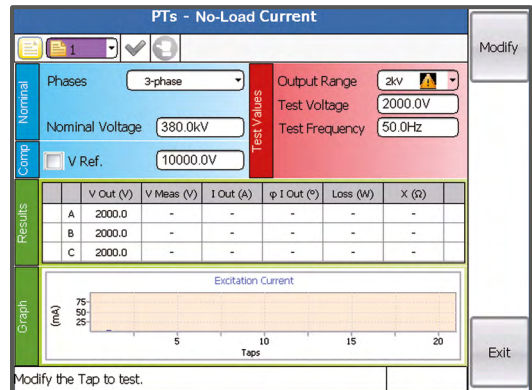 PTs - No-Load Current
1
Modify
Nominal
Phases 3-phase
Nominal Voltage 380.0kV
Test Values
Output Range 2kV
Test Voltage 2000.0V
Test Frequency 50.0Hz
Comp
V Ref. 10000.0V
Results
V Out (V) V Meas (V) I Out (A) φ I Out (º) Loss (W) X (Ω)
A 2000.0 - - - - -
B 2000.0 - - - - -
C 2000.0 - - - - -
Graph
Excitation Current
(mA)
75
50
25
5 10 15 20
Taps
Exit
Modify the Tap to test.